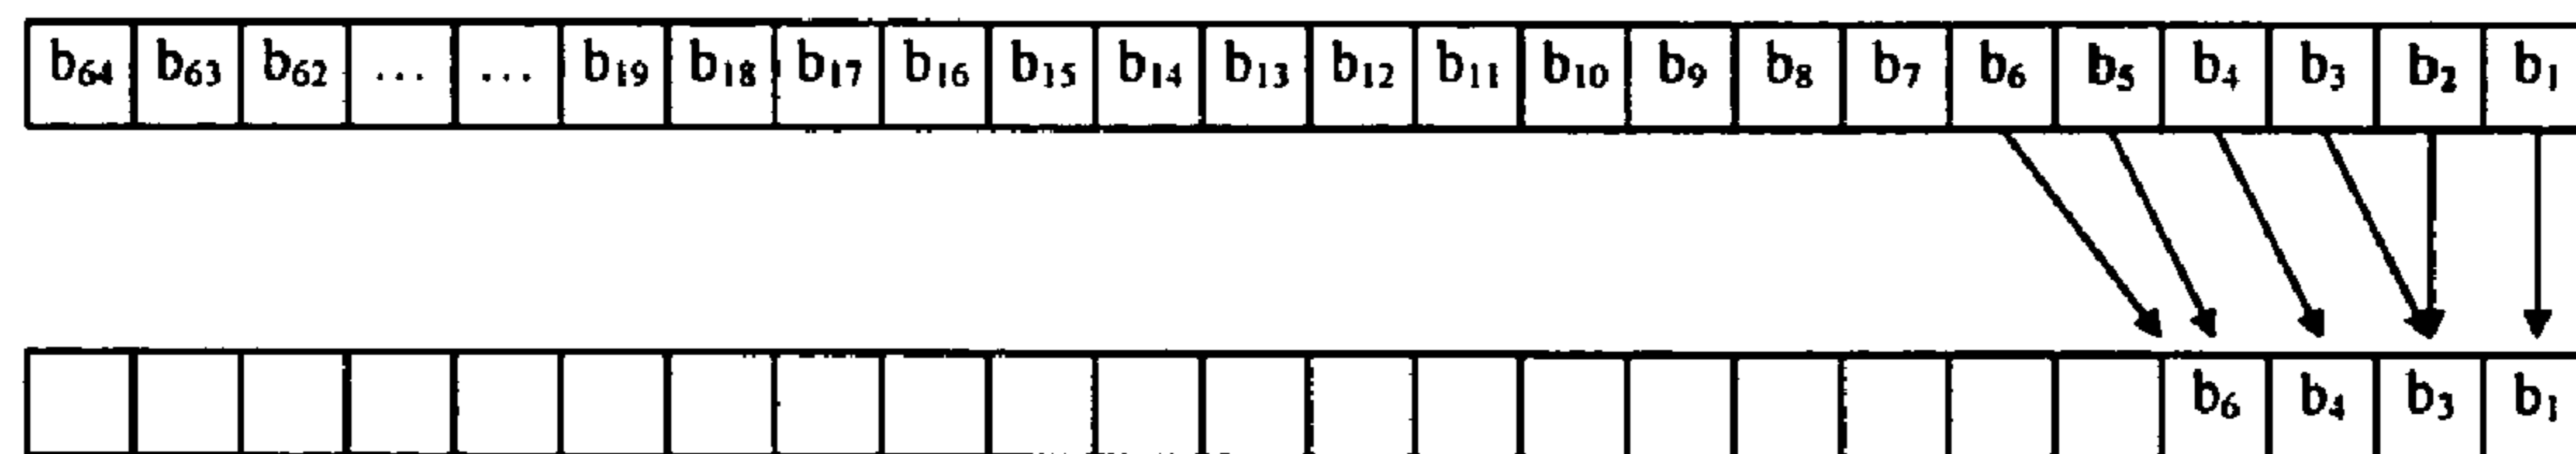 b₆₄ b₆₃ b₆₂ ... ... b₁₉ b₁₈ b₁₇ b₁₆ b₁₅ b₁₄ b₁₃ b₁₂ b₁₁ b₁₀ b₉ b₈ b₇ b₆ b₅ b₄ b₃ b₂ b₁
b₆ b₄ b₃ b₁